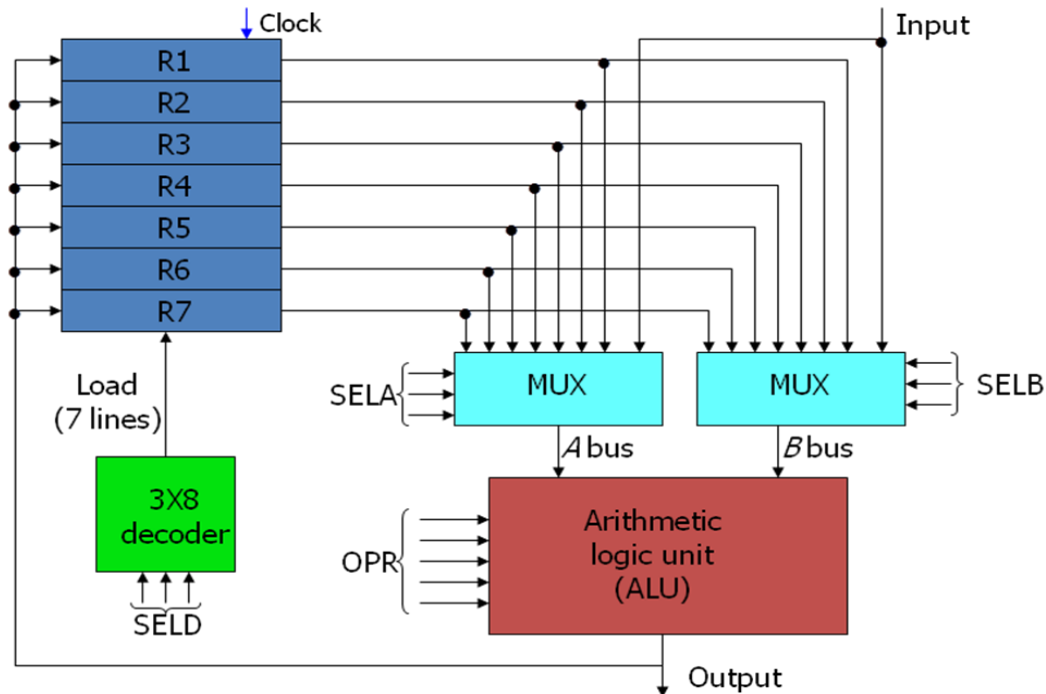 Clock
Input
R1
R2
R3
R4
R5
R6
R7
Load
(7 lines)
SELA
MUX
MUX
SELB
A bus
B bus
3X8
decoder
SELD
OPR
Arithmetic
logic unit
(ALU)
Output